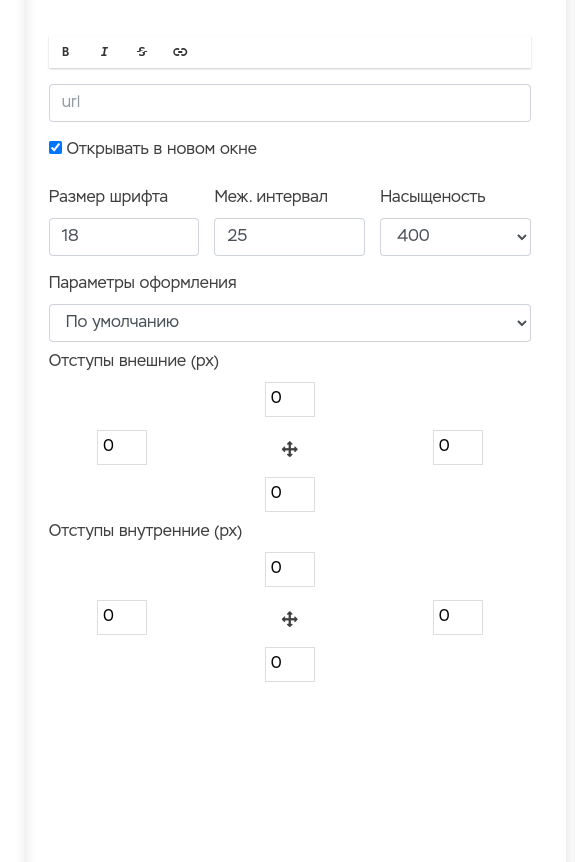 B I S
url
Открывать в новом окне
Размер шрифта Меж. интервал Насыщеность
18 25 400
Параметры оформления
По умолчанию
Отступы внешние (px)
0
0 0
0
Отступы внутренние (px)
0
0 0
0